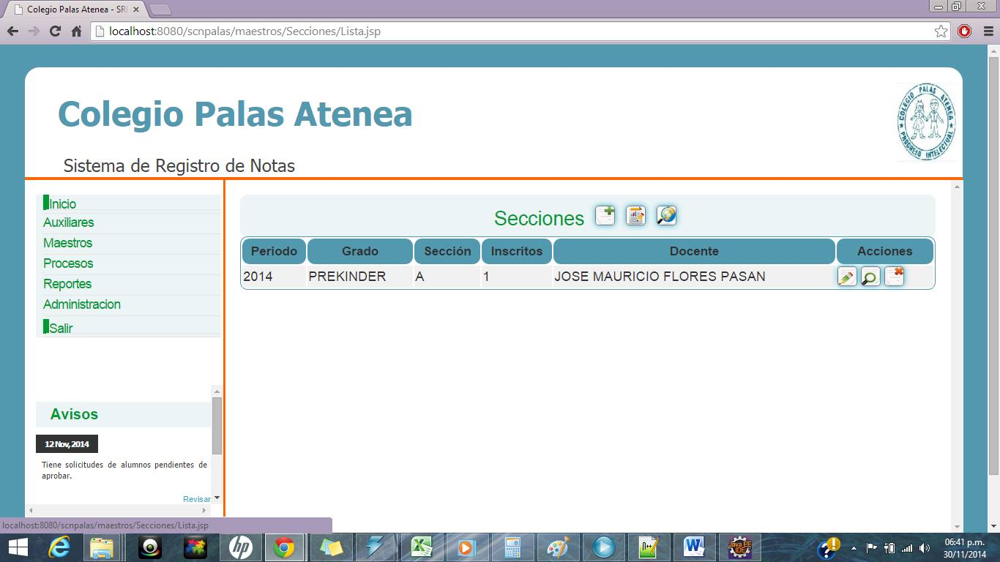 Colegio Palas Atenea - SR
localhost:8080/scnpalas/maestros/Secciones/Lista.jsp
Colegio Palas Atenea
COLEGIO PALAS ATENEA
PROGRESO INTELECTUAL
Sistema de Registro de Notas
Inicio
Auxiliares
Maestros
Procesos
Reportes
Administracion
Salir
Avisos
12 Nov, 2014
Tiene solicitudes de alumnos pendientes de
aprobar.
Revisar
Secciones
Periodo Grado Sección Inscritos Docente Acciones
2014 PREKINDER A 1 JOSE MAURICIO FLORES PASAN
localhost:8080/scnpalas/maestros/Secciones/Lista.jsp
hp
Java EE
IDE
06:41 p.m.
30/11/2014